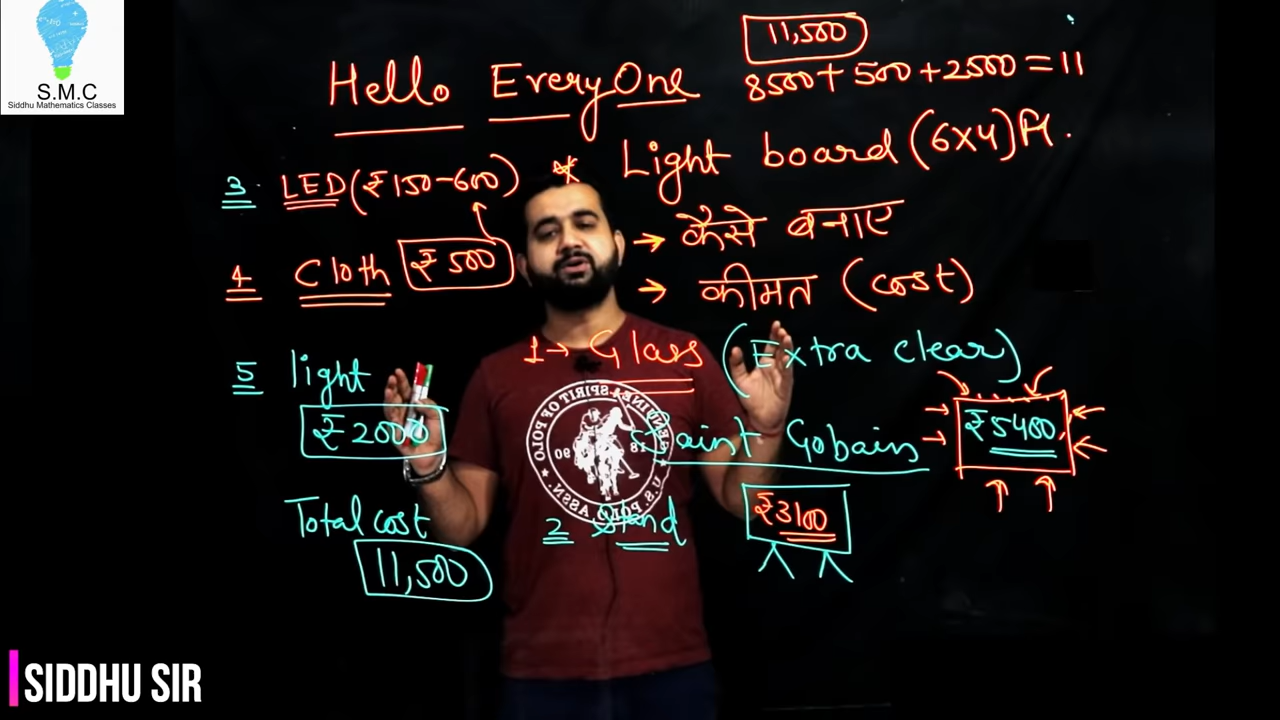 S.M.C
Siddhu Mathematics Classes
11,500
Hello EveryOne
8500+500+2500=11
* Light board (6x4)ft.
3. LED (₹150-600)
→ कैसे बनाए
4 Cloth ₹500
→ कीमत (cost)
1→ Glass (Extra clear)
5 light
₹2000
Saint Gobain
₹5400
2 Stand
₹3100
Total cost
11,500
U.S. POLO ASSN.
SIDDHU SIR